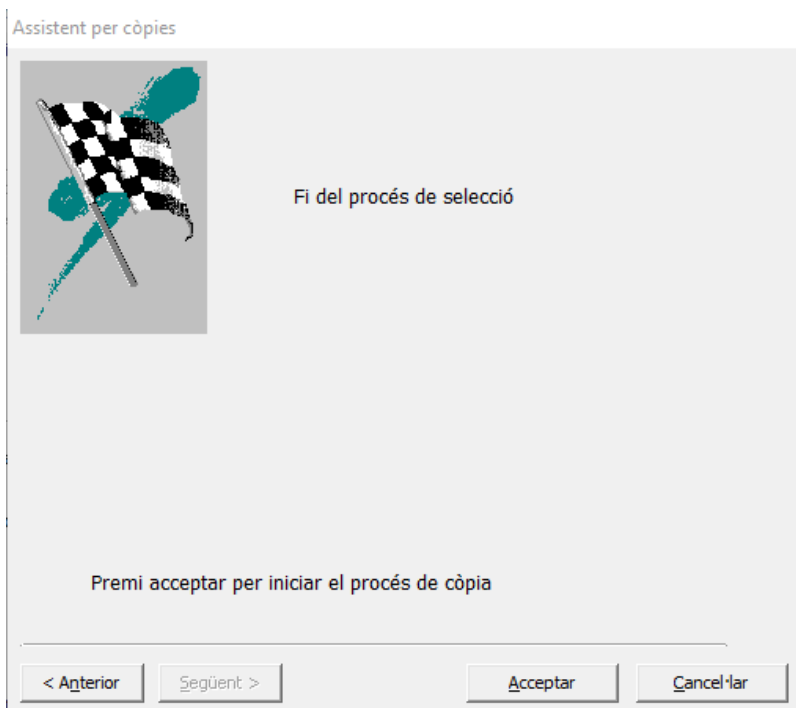 Assistent per còpies
Fi del procés de selecció
Premi acceptar per iniciar el procés de còpia
< Anterior
Següent >
Acceptar
Cancel·lar